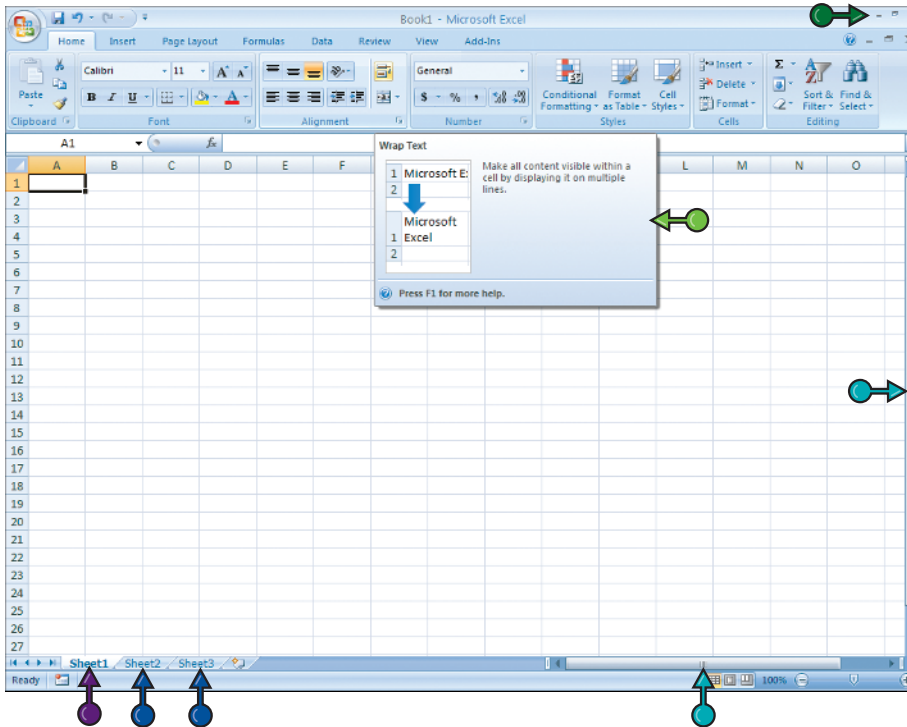 Book1 - Microsoft Excel
Home Insert Page Layout Formulas Data Review View Add-Ins
Calibri 11 A A General Insert Σ
Paste B I U A $ % , Conditional Format Cell Delete Sort & Find &
Formatting as Table Styles Format Filter Select
Clipboard Font Alignment Number Styles Cells Editing
A1 fx
Wrap Text
Make all content visible within a
cell by displaying it on multiple
lines.
1 Microsoft E
2
Microsoft
1 Excel
2
Press F1 for more help.
A B C D E F L M N O
1
2
3
4
5
6
7
8
9
10
11
12
13
14
15
16
17
18
19
20
21
22
23
24
25
26
27
Sheet1 Sheet2 Sheet3
Ready 100%